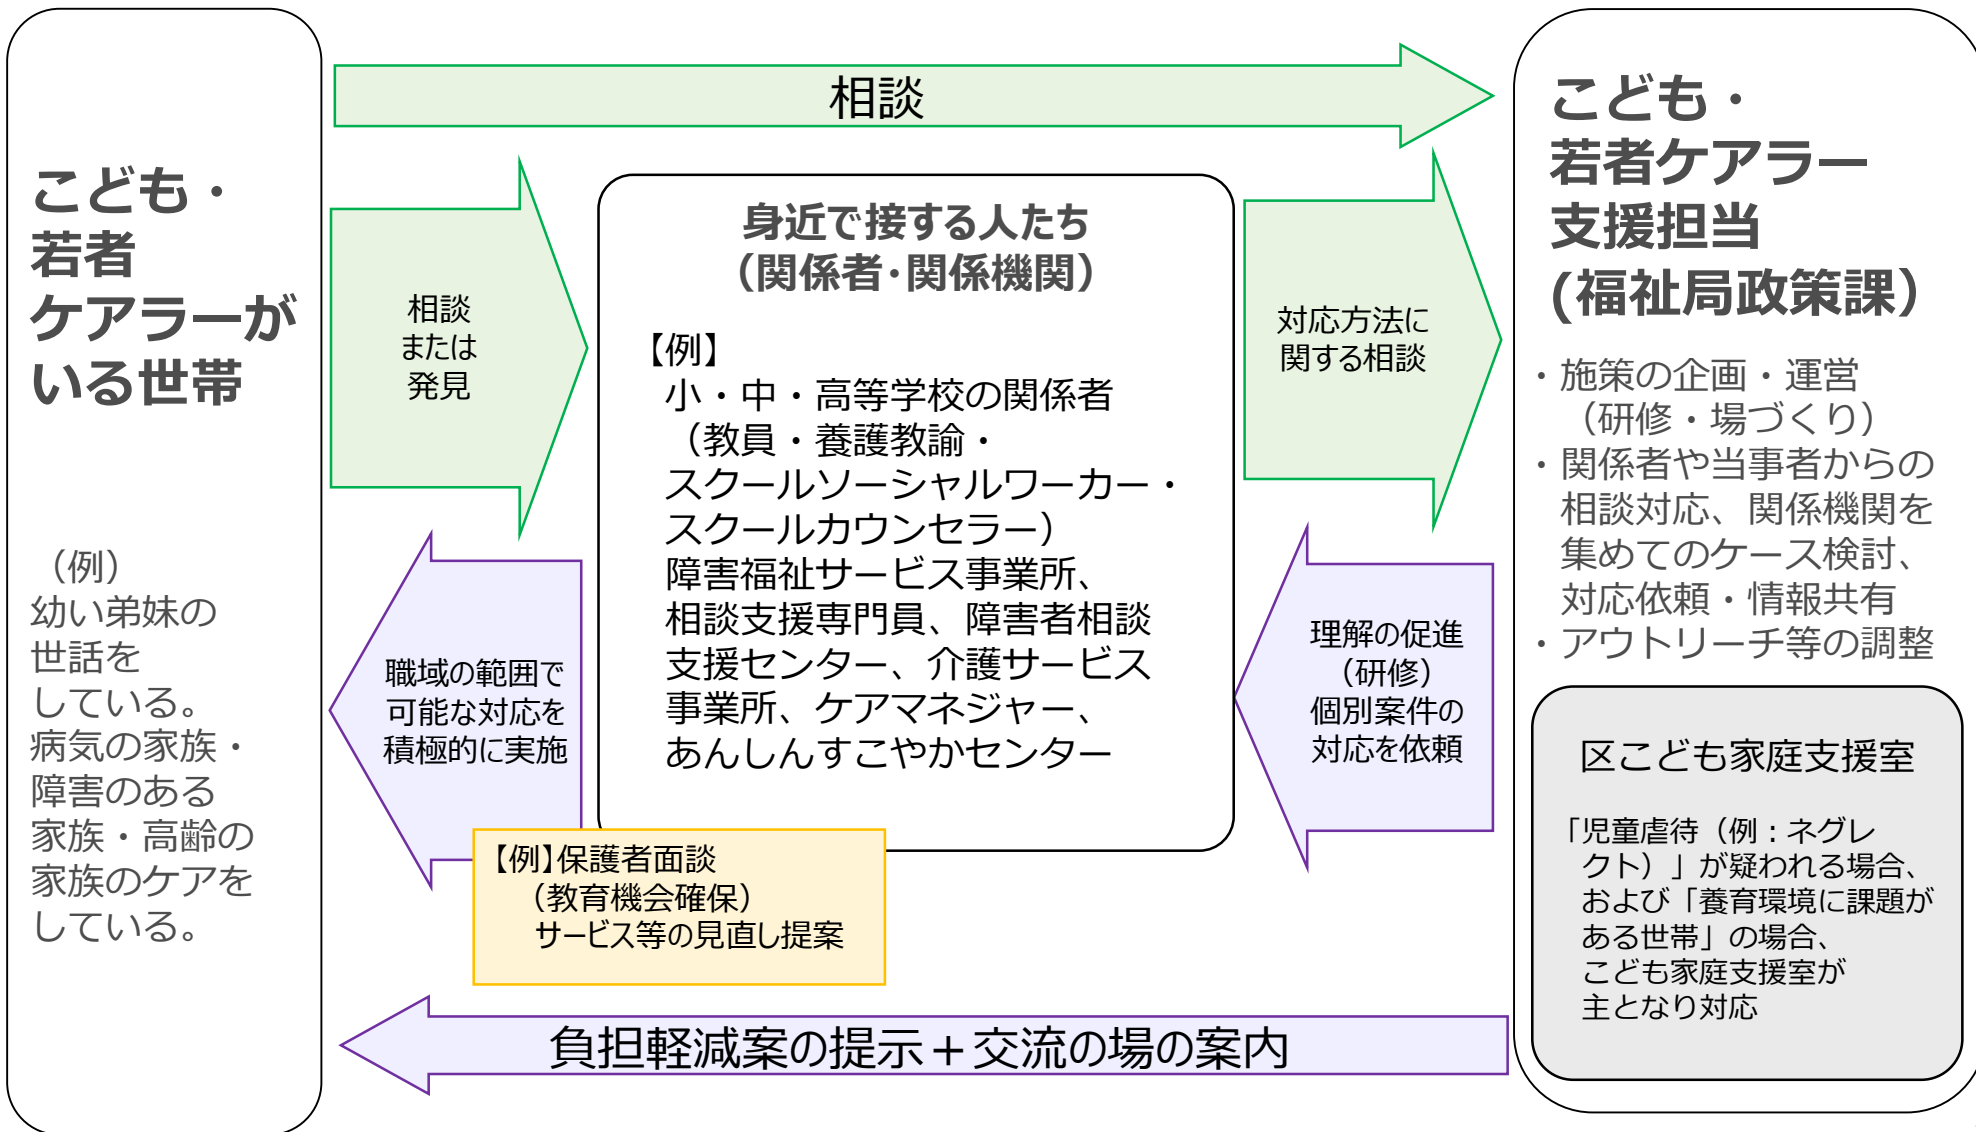 こども・
若者
ケアラーが
いる世帯
（例）
幼い弟妹の
世話を
している。
病気の家族・
障害のある
家族・高齢の
家族のケアを
している。
相談
相談
または
発見
職域の範囲で
可能な対応を
積極的に実施
身近で接する人たち
（関係者･関係機関）
【例】
小・中・高等学校の関係者
（教員・養護教諭・
スクールソーシャルワーカー・
スクールカウンセラー）
障害福祉サービス事業所、
相談支援専門員、障害者相談
支援センター、介護サービス
事業所、ケアマネジャー、
あんしんすこやかセンター
【例】保護者面談
（教育機会確保）
サービス等の見直し提案
対応方法に
関する相談
理解の促進
（研修）
個別案件の
対応を依頼
負担軽減案の提示＋交流の場の案内
こども・
若者ケアラー
支援担当
(福祉局政策課）
・施策の企画・運営
（研修・場づくり）
・関係者や当事者からの
相談対応、関係機関を
集めてのケース検討、
対応依頼・情報共有
・アウトリーチ等の調整
区こども家庭支援室
「児童虐待（例：ネグレ
クト）」が疑われる場合、
および「養育環境に課題が
ある世帯」の場合、
こども家庭支援室が
主となり対応